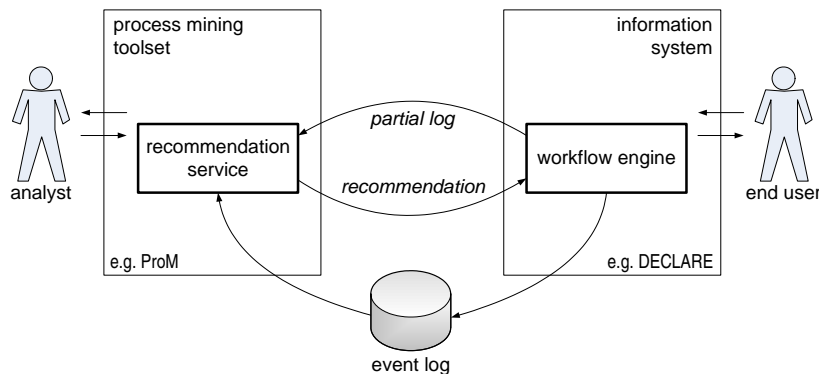 process mining
toolset
information
system
partial log
recommendation
service
workflow engine
recommendation
analyst
end user
e.g. ProM
e.g. DECLARE
event log